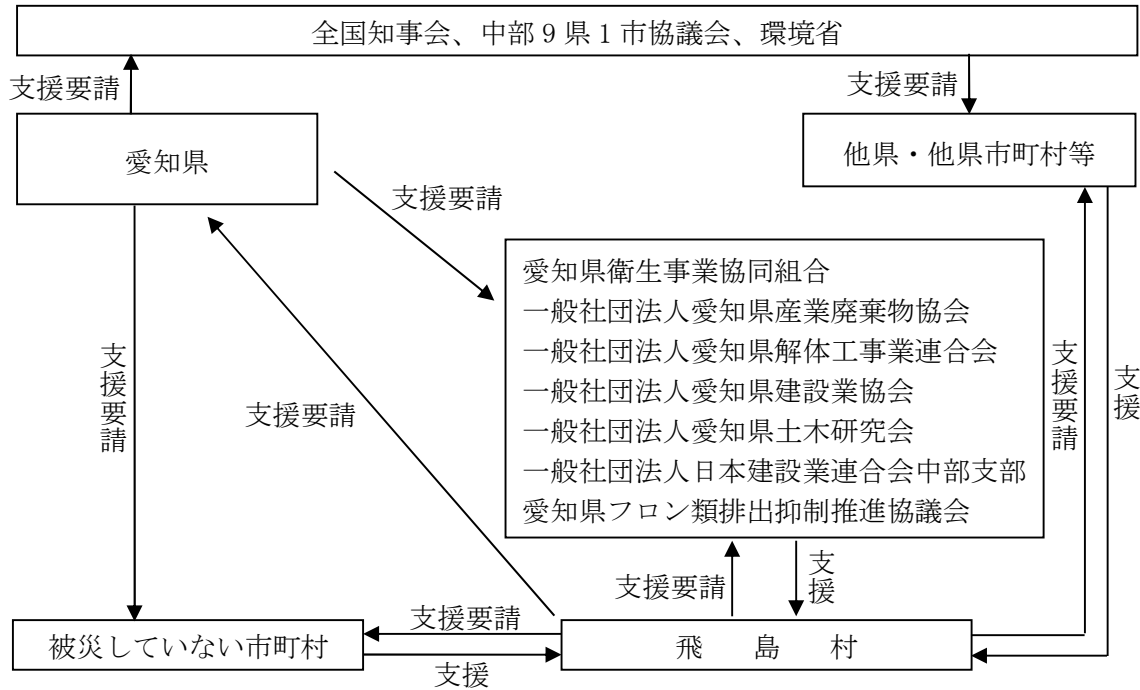 全国知事会、中部９県１市協議会、環境省
支援要請
支援要請
愛知県
他県・他県市町村等
支援要請
愛知県衛生事業協同組合
一般社団法人愛知県産業廃棄物協会
一般社団法人愛知県解体工事業連合会
一般社団法人愛知県建設業協会
一般社団法人愛知県土木研究会
一般社団法人日本建設業連合会中部支部
愛知県フロン類排出抑制推進協議会
支援要請
支援要請
支援要請
支援
支援要請
支援
支援要請
被災していない市町村
飛　島　村
支援